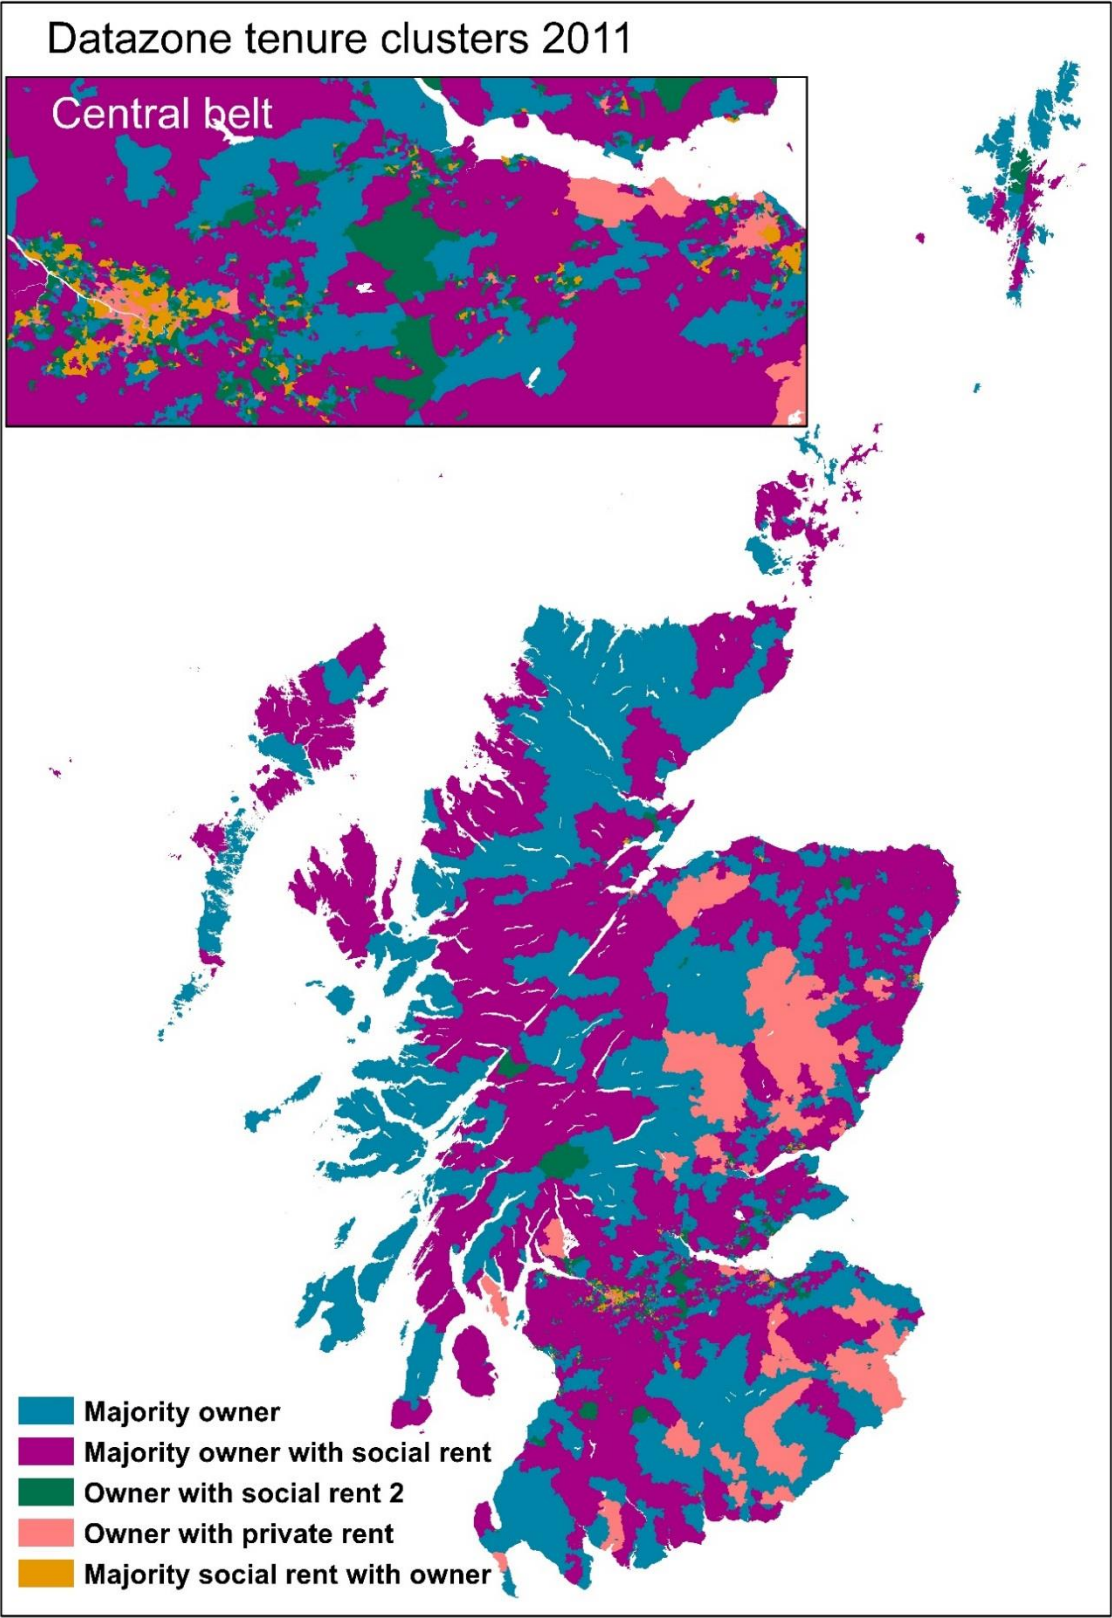 Datazone tenure clusters 2011
Central belt
Majority owner
Majority owner with social rent
Owner with social rent 2
Owner with private rent
Majority social rent with owner